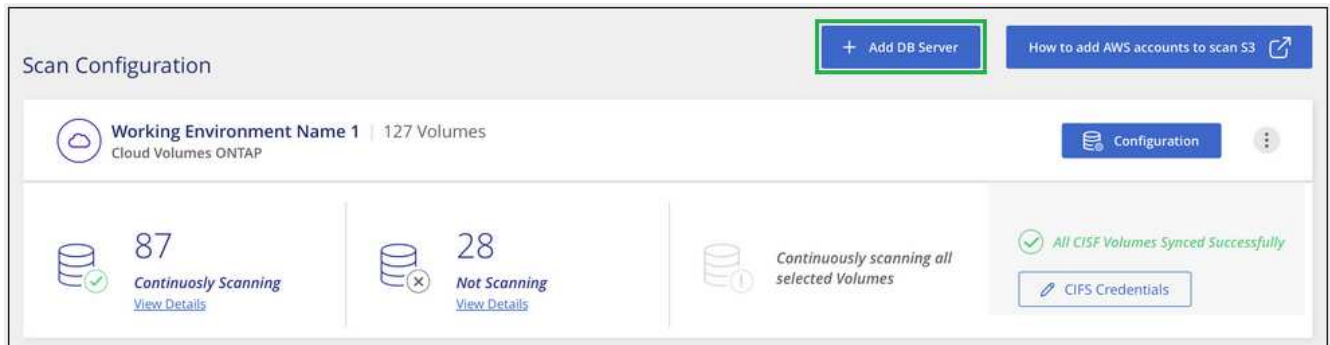 + Add DB Server
How to add AWS accounts to scan S3
Scan Configuration
Working Environment Name 1 | 127 Volumes
Cloud Volumes ONTAP
Configuration
87
Continuosly Scanning
View Details
28
Not Scanning
View Details
Continuously scanning all
selected Volumes
All CISF Volumes Synced Successfully
CIFS Credentials